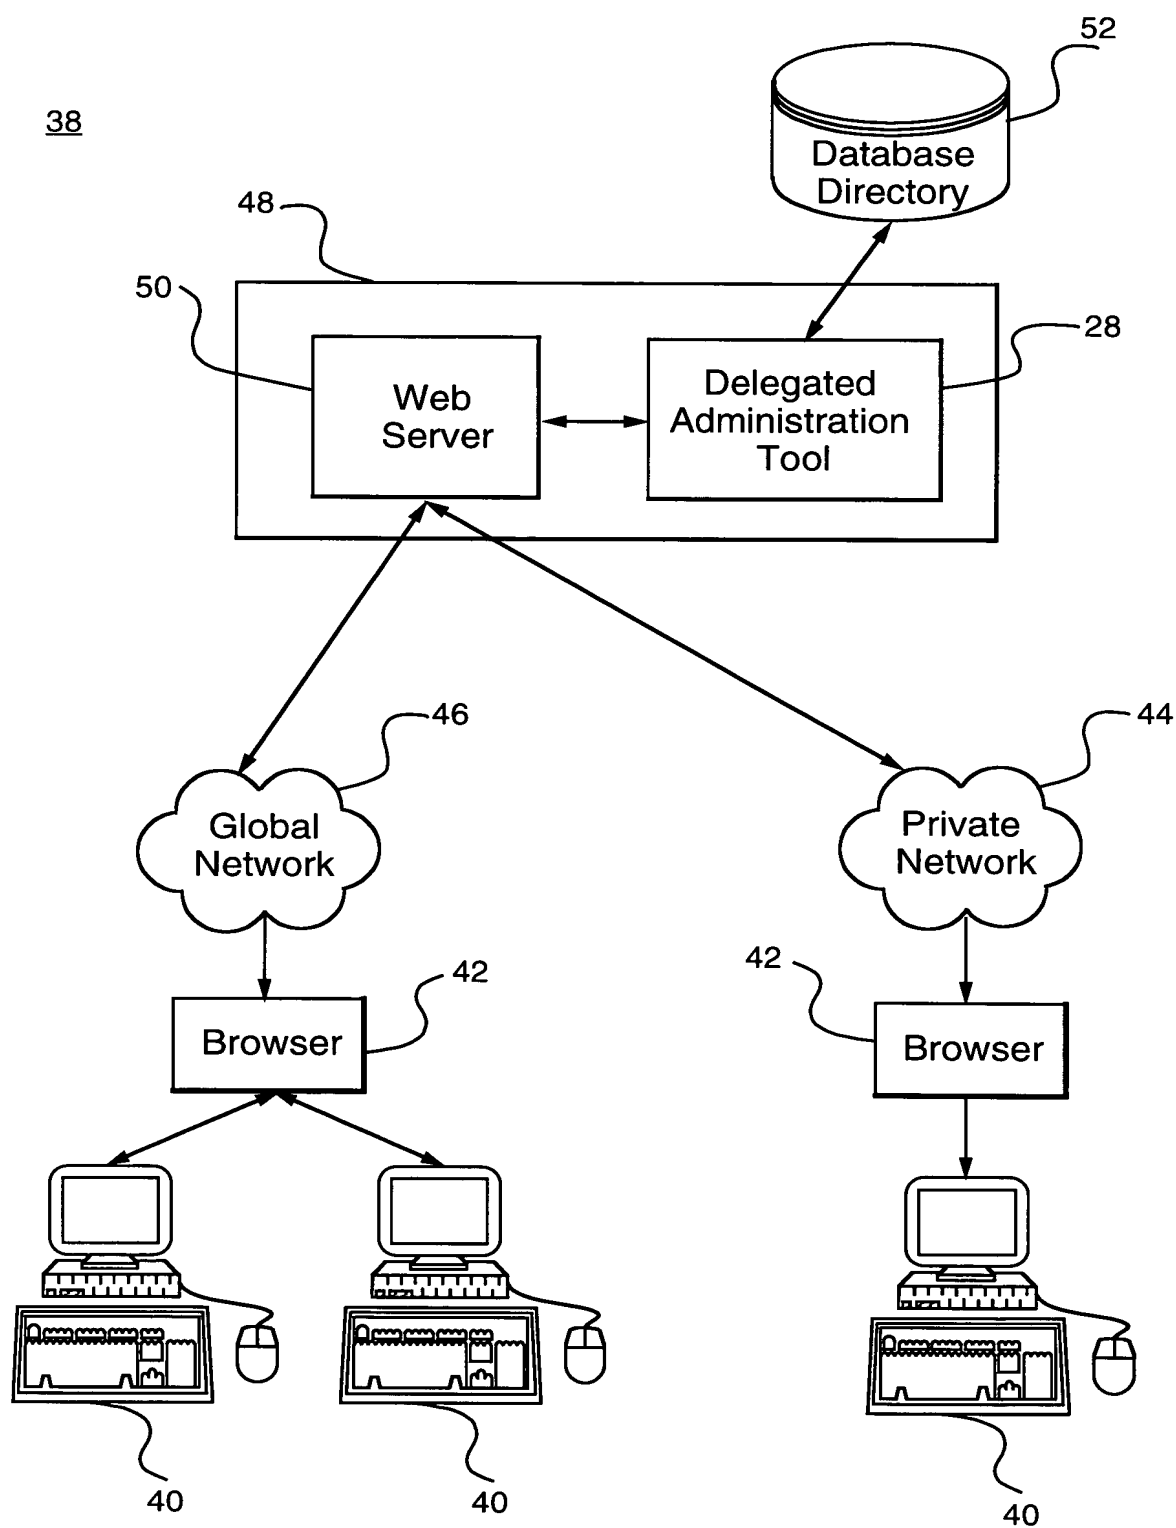 52
38
Database
Directory
48
50
28
Web
Server
Delegated
Administration
Tool
46
44
Global
Network
Private
Network
42
42
Browser
Browser
40
40
40